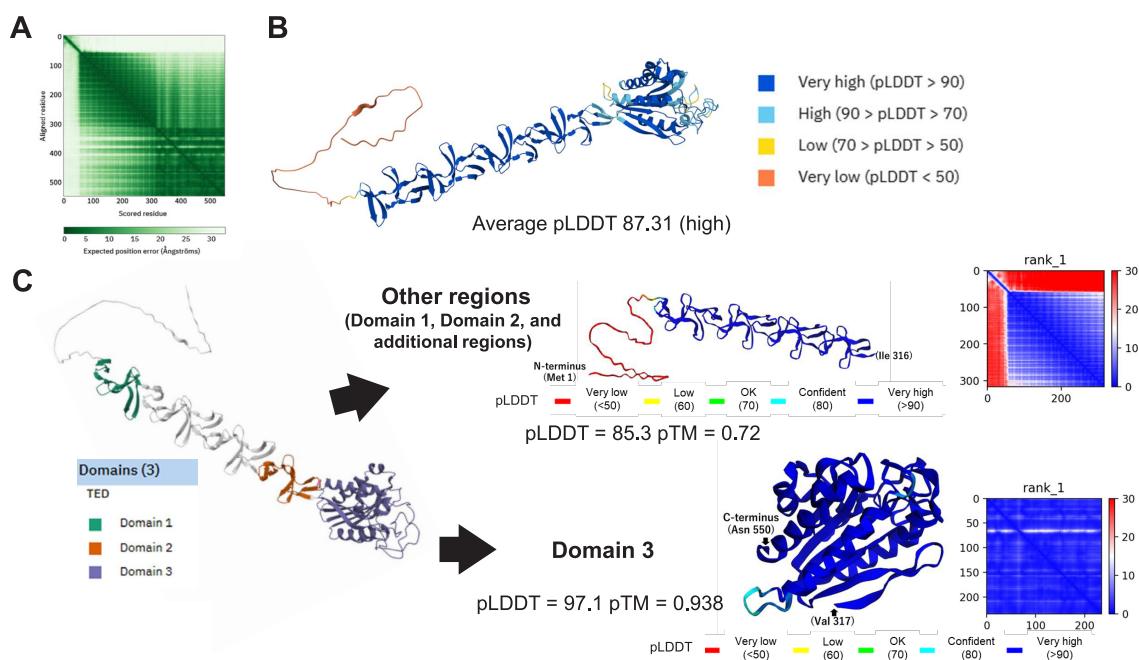 A
0
100
200
300
400
500
Aligned residue
0 100 200 300 400 500
Scored residue
0 5 10 15 20 25 30
Expected position error (Ångströms)
B
Very high (pLDDT > 90)
High (90 > pLDDT > 70)
Low (70 > pLDDT > 50)
Very low (pLDDT < 50)
Average pLDDT 87.31 (high)
C
Domains (3)
TED
Domain 1
Domain 2
Domain 3
Other regions
(Domain 1, Domain 2, and
additional regions)
N-terminus
(Met 1)
(Ile 316)
pLDDT
Very low
(<50)
Low
(60)
OK
(70)
Confident
(80)
Very high
(>90)
pLDDT = 85.3 pTM = 0.72
rank_1
0
100
200
300
0 200
30
20
10
0
Domain 3
pLDDT = 97.1 pTM = 0.938
C-terminus
(Asn 550)
(Val 317)
pLDDT
Very low
(<50)
Low
(60)
OK
(70)
Confident
(80)
Very high
(>90)
rank_1
0
50
100
150
200
0 100 200
30
20
10
0